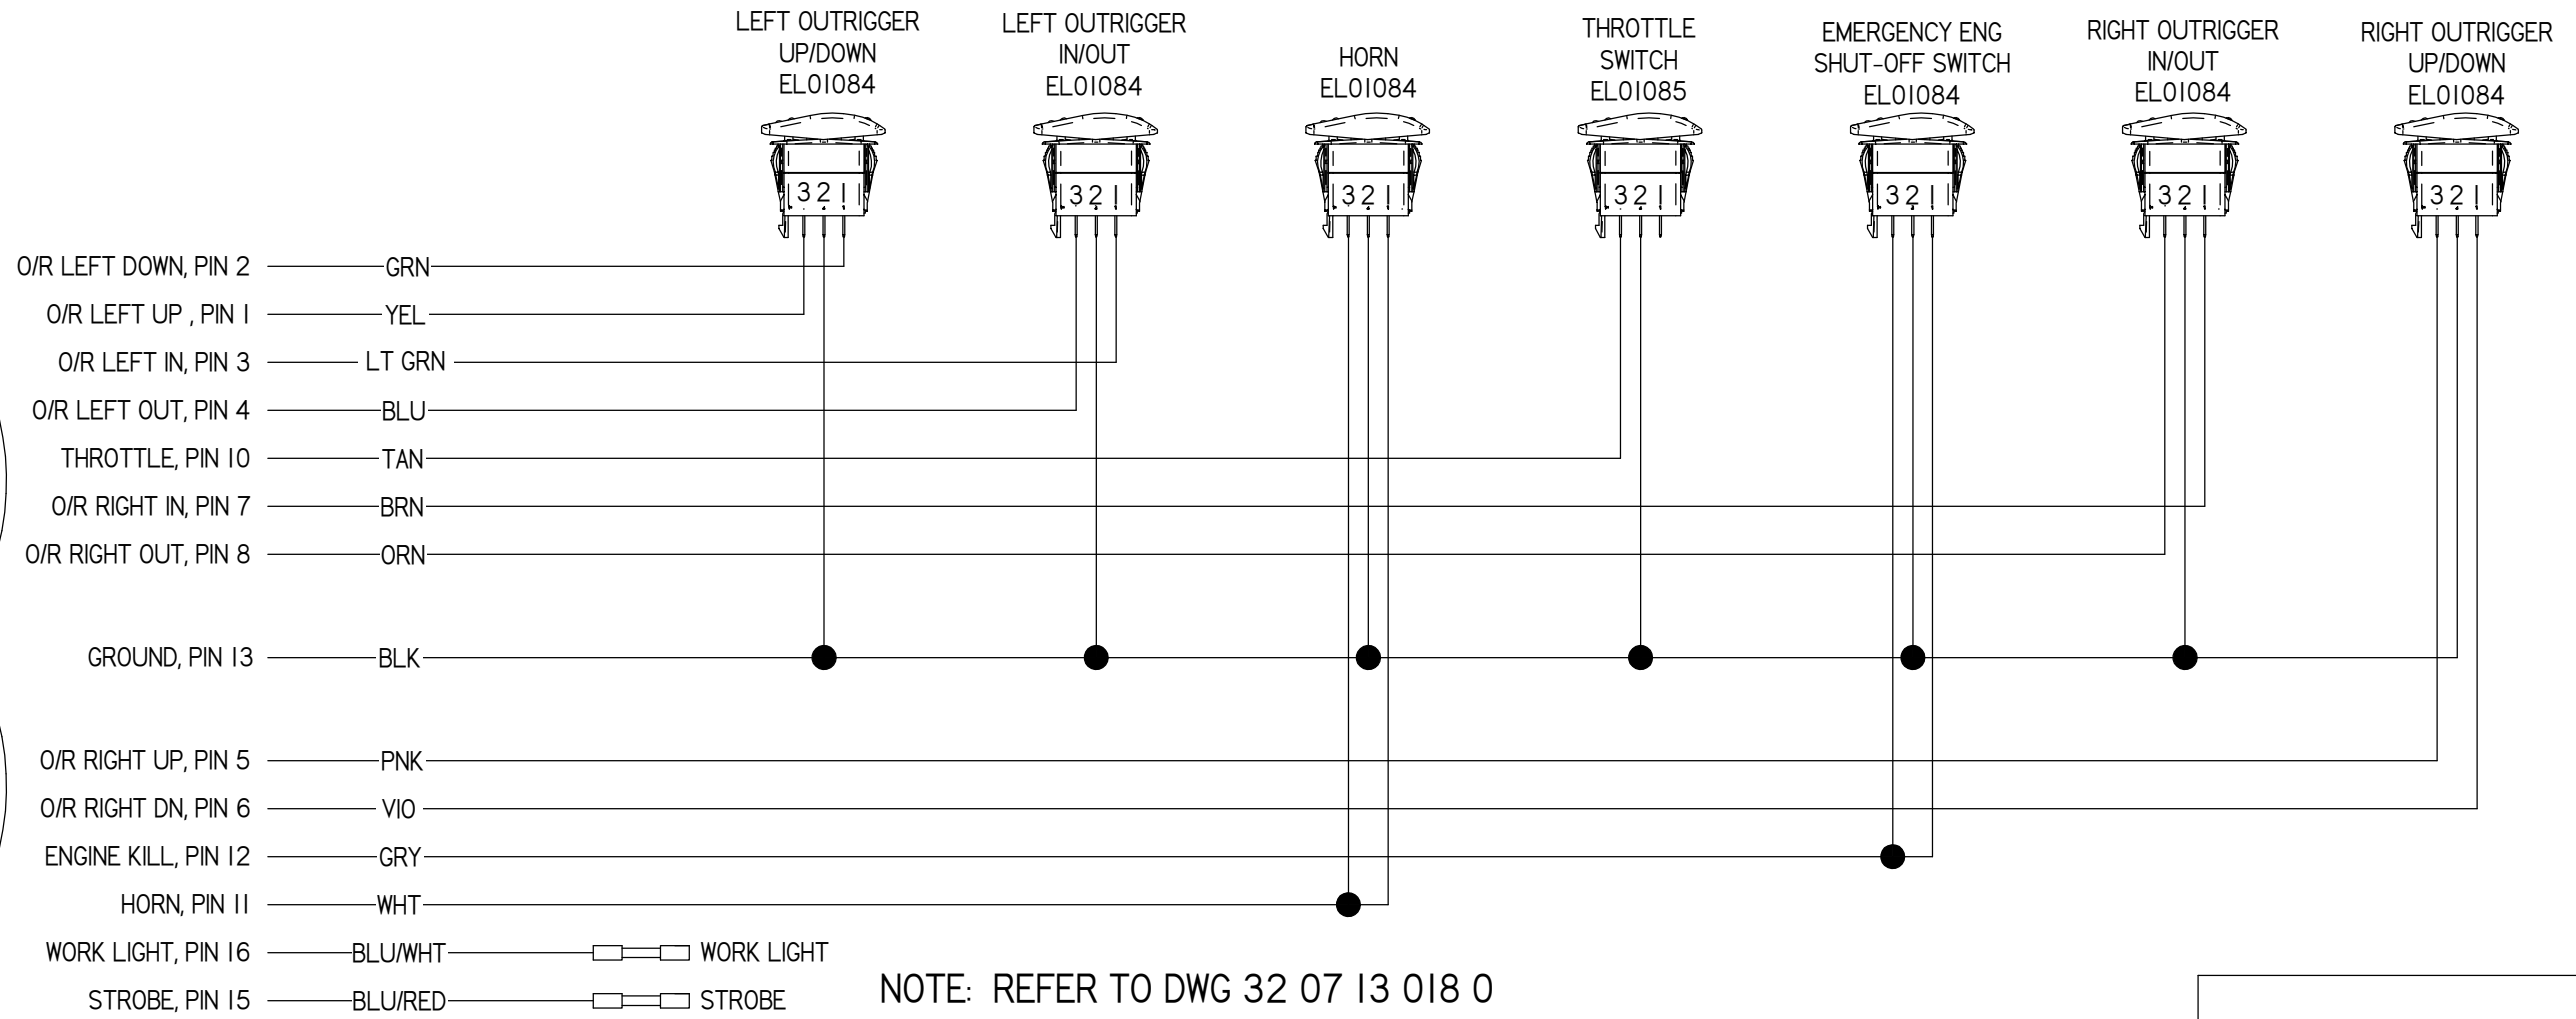 LEFT OUTRIGGER
UP/DOWN
EL01084
LEFT OUTRIGGER
IN/OUT
EL01084
HORN
EL01084
THROTTLE
SWITCH
EL01085
EMERGENCY ENG
SHUT-OFF SWITCH
EL01084
RIGHT OUTRIGGER
IN/OUT
EL01084
RIGHT OUTRIGGER
UP/DOWN
EL01084
3 2 1
3 2 1
3 2 1
3 2 1
3 2 1
3 2 1
3 2 1
O/R LEFT DOWN, PIN 2 GRN
O/R LEFT UP , PIN 1 YEL
O/R LEFT IN, PIN 3 LT GRN
O/R LEFT OUT, PIN 4 BLU
THROTTLE, PIN 10 TAN
O/R RIGHT IN, PIN 7 BRN
O/R RIGHT OUT, PIN 8 ORN
GROUND, PIN 13 BLK
O/R RIGHT UP, PIN 5 PNK
O/R RIGHT DN, PIN 6 VIO
ENGINE KILL, PIN 12 GRY
HORN, PIN 11 WHT
WORK LIGHT, PIN 16 BLU/WHT WORK LIGHT
STROBE, PIN 15 BLU/RED STROBE
NOTE: REFER TO DWG 32 07 13 018 0